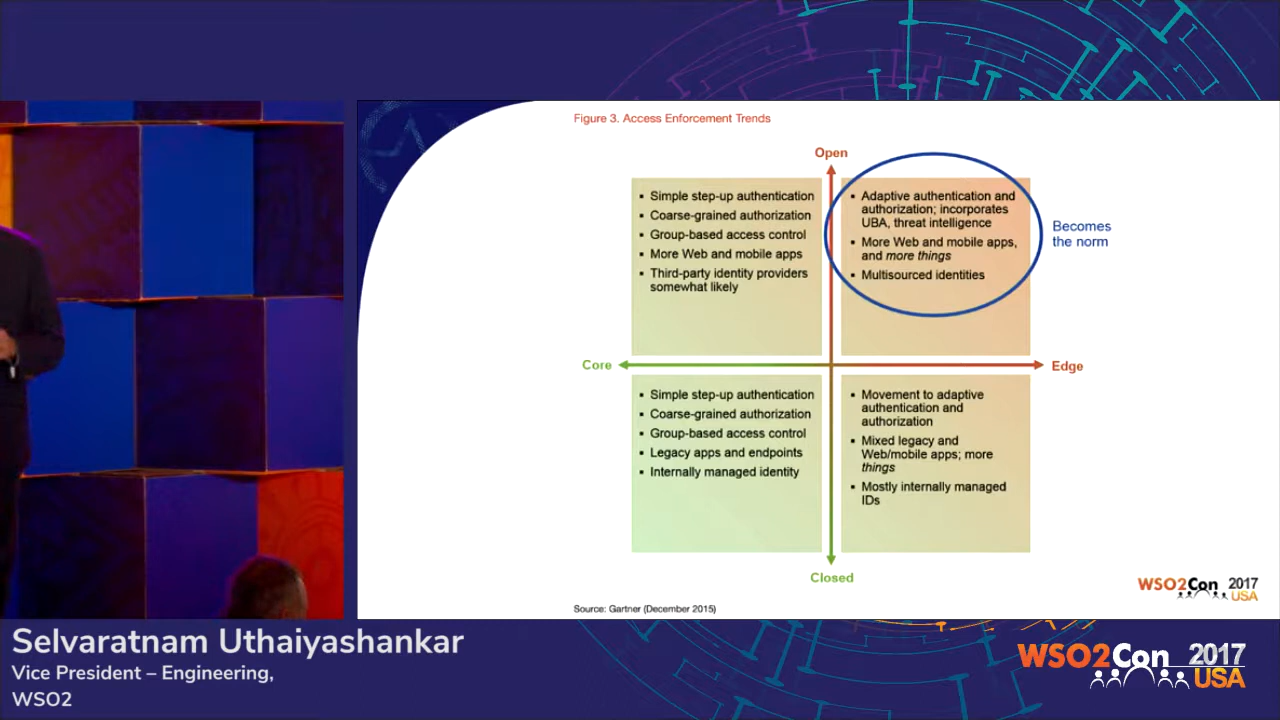 Figure 3. Access Enforcement Trends
Open
▪ Simple step-up authentication
▪ Coarse-grained authorization
▪ Group-based access control
▪ More Web and mobile apps
▪ Third-party identity providers
somewhat likely
▪ Adaptive authentication and
authorization; incorporates
UBA, threat intelligence
▪ More Web and mobile apps,
and more things
▪ Multisourced identities
Becomes
the norm
Core
Edge
▪ Simple step-up authentication
▪ Coarse-grained authorization
▪ Group-based access control
▪ Legacy apps and endpoints
▪ Internally managed identity
▪ Movement to adaptive
authentication and
authorization
▪ Mixed legacy and
Web/mobile apps; more
things
▪ Mostly internally managed
IDs
Closed
WSO2Con 2017
USA
Source: Gartner (December 2015)
Selvaratnam Uthaiyashankar
Vice President – Engineering,
WSO2
WSO2Con 2017
USA